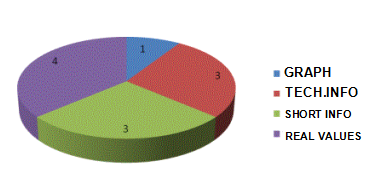 4
1
3
3
GRAPH
TECH.INFO
SHORT INFO
REAL VALUES